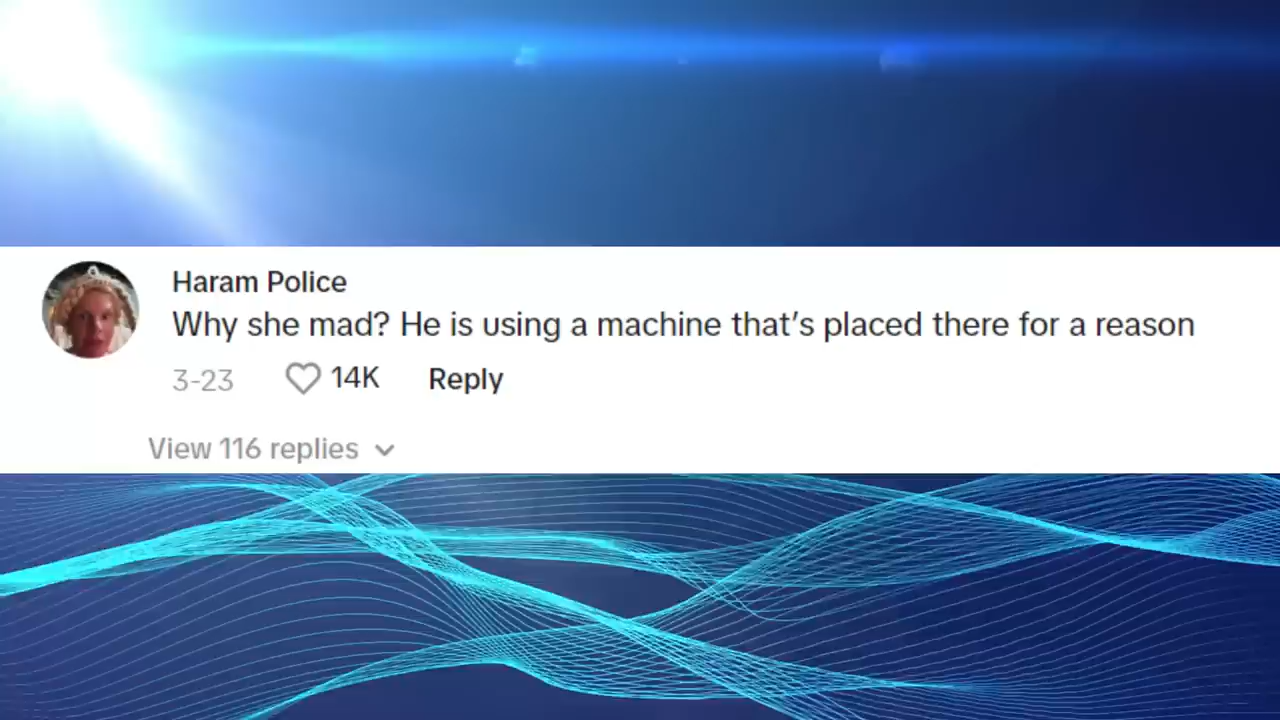 Haram Police
Why she mad? He is using a machine that’s placed there for a reason
3-23 14K Reply
View 116 replies